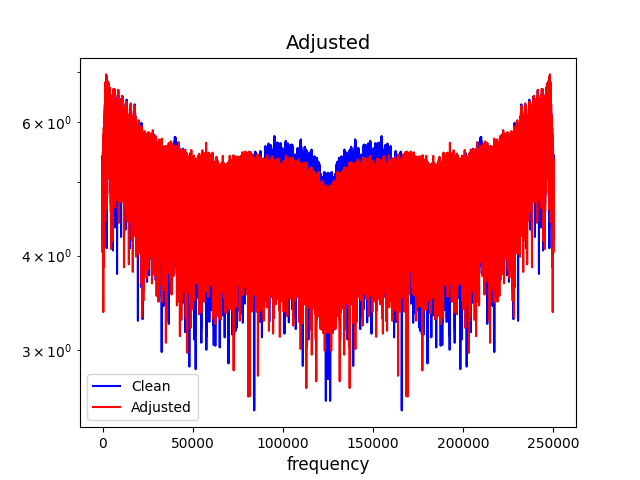 Adjusted
6 × 10⁰
4 × 10⁰
3 × 10⁰
Clean
Adjusted
0 50000 100000 150000 200000 250000
frequency